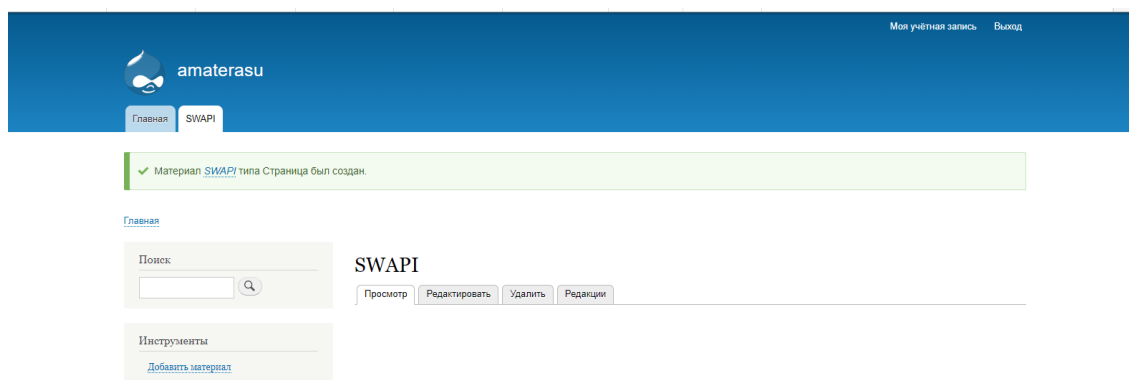 Моя учётная запись Выход
amaterasu
Главная SWAPI
Материал SWAPI типа Страница был создан.
Главная
Поиск
SWAPI
Просмотр Редактировать Удалить Редакции
Инструменты
Добавить материал